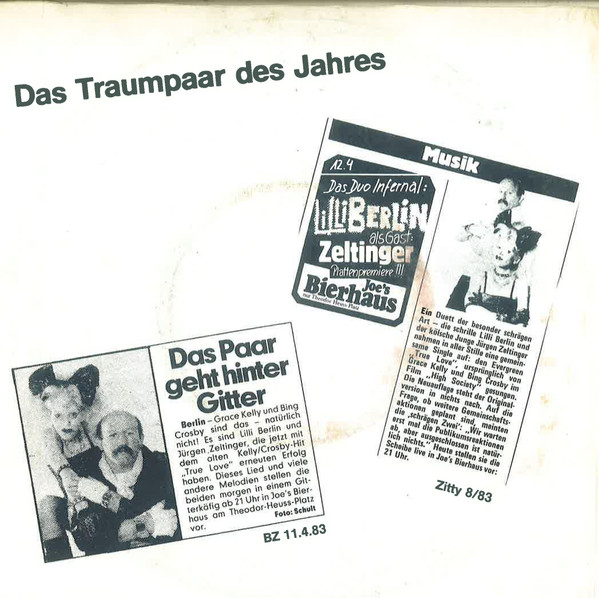 Das Traumpaar des Jahres
Musik
12.4
Das Duo Infernal:
LILLI BERLIN
als Gast:
Zeltinger
Plattenpremiere !!!
Joe's
Bierhaus
nur Theodor-Heuss-Platz
Ein Duett der besonder schrägen
Art – die schrille Lilli Berlin und
der kölsche Junge Jürgen Zeltinger
nahmen in aller Stille eine gemein-
same Single auf: den Evergreen
"True Love", ursprünglich von
Grace Kelly und Bing Crosby im
Film „High Society", gesungen.
Die Neuauflage steht der Original-
version in nichts nach. Auf die
Frage, ob weitere Gemeinschafts-
aktionen geplant sind, meinten
die „schrägen Zwei": „Wir warten
erst mal die Publikumsreaktionen
ab, aber ausgeschlossen ist natür-
lich nichts." Heute stellen sie die
Scheibe live in Joe's Bierhaus vor:
21 Uhr.
Zitty 8/83
Das Paar
geht hinter
Gitter
Berlin – Grace Kelly und Bing
Crosby sind das – natürlich
nicht! Es sind Lilli Berlin und
Jürgen Zeltinger, die jetzt mit
dem alten Kelly/Crosby-Hit
„True Love" erneuten Erfolg
haben. Dieses Lied und viele
andere Melodien stellen die
beiden morgen in einem Git-
terkäfig ab 21 Uhr in Joe's Bier-
haus am Theodor-Heuss-Platz
vor.
Foto: Schult
BZ 11.4.83